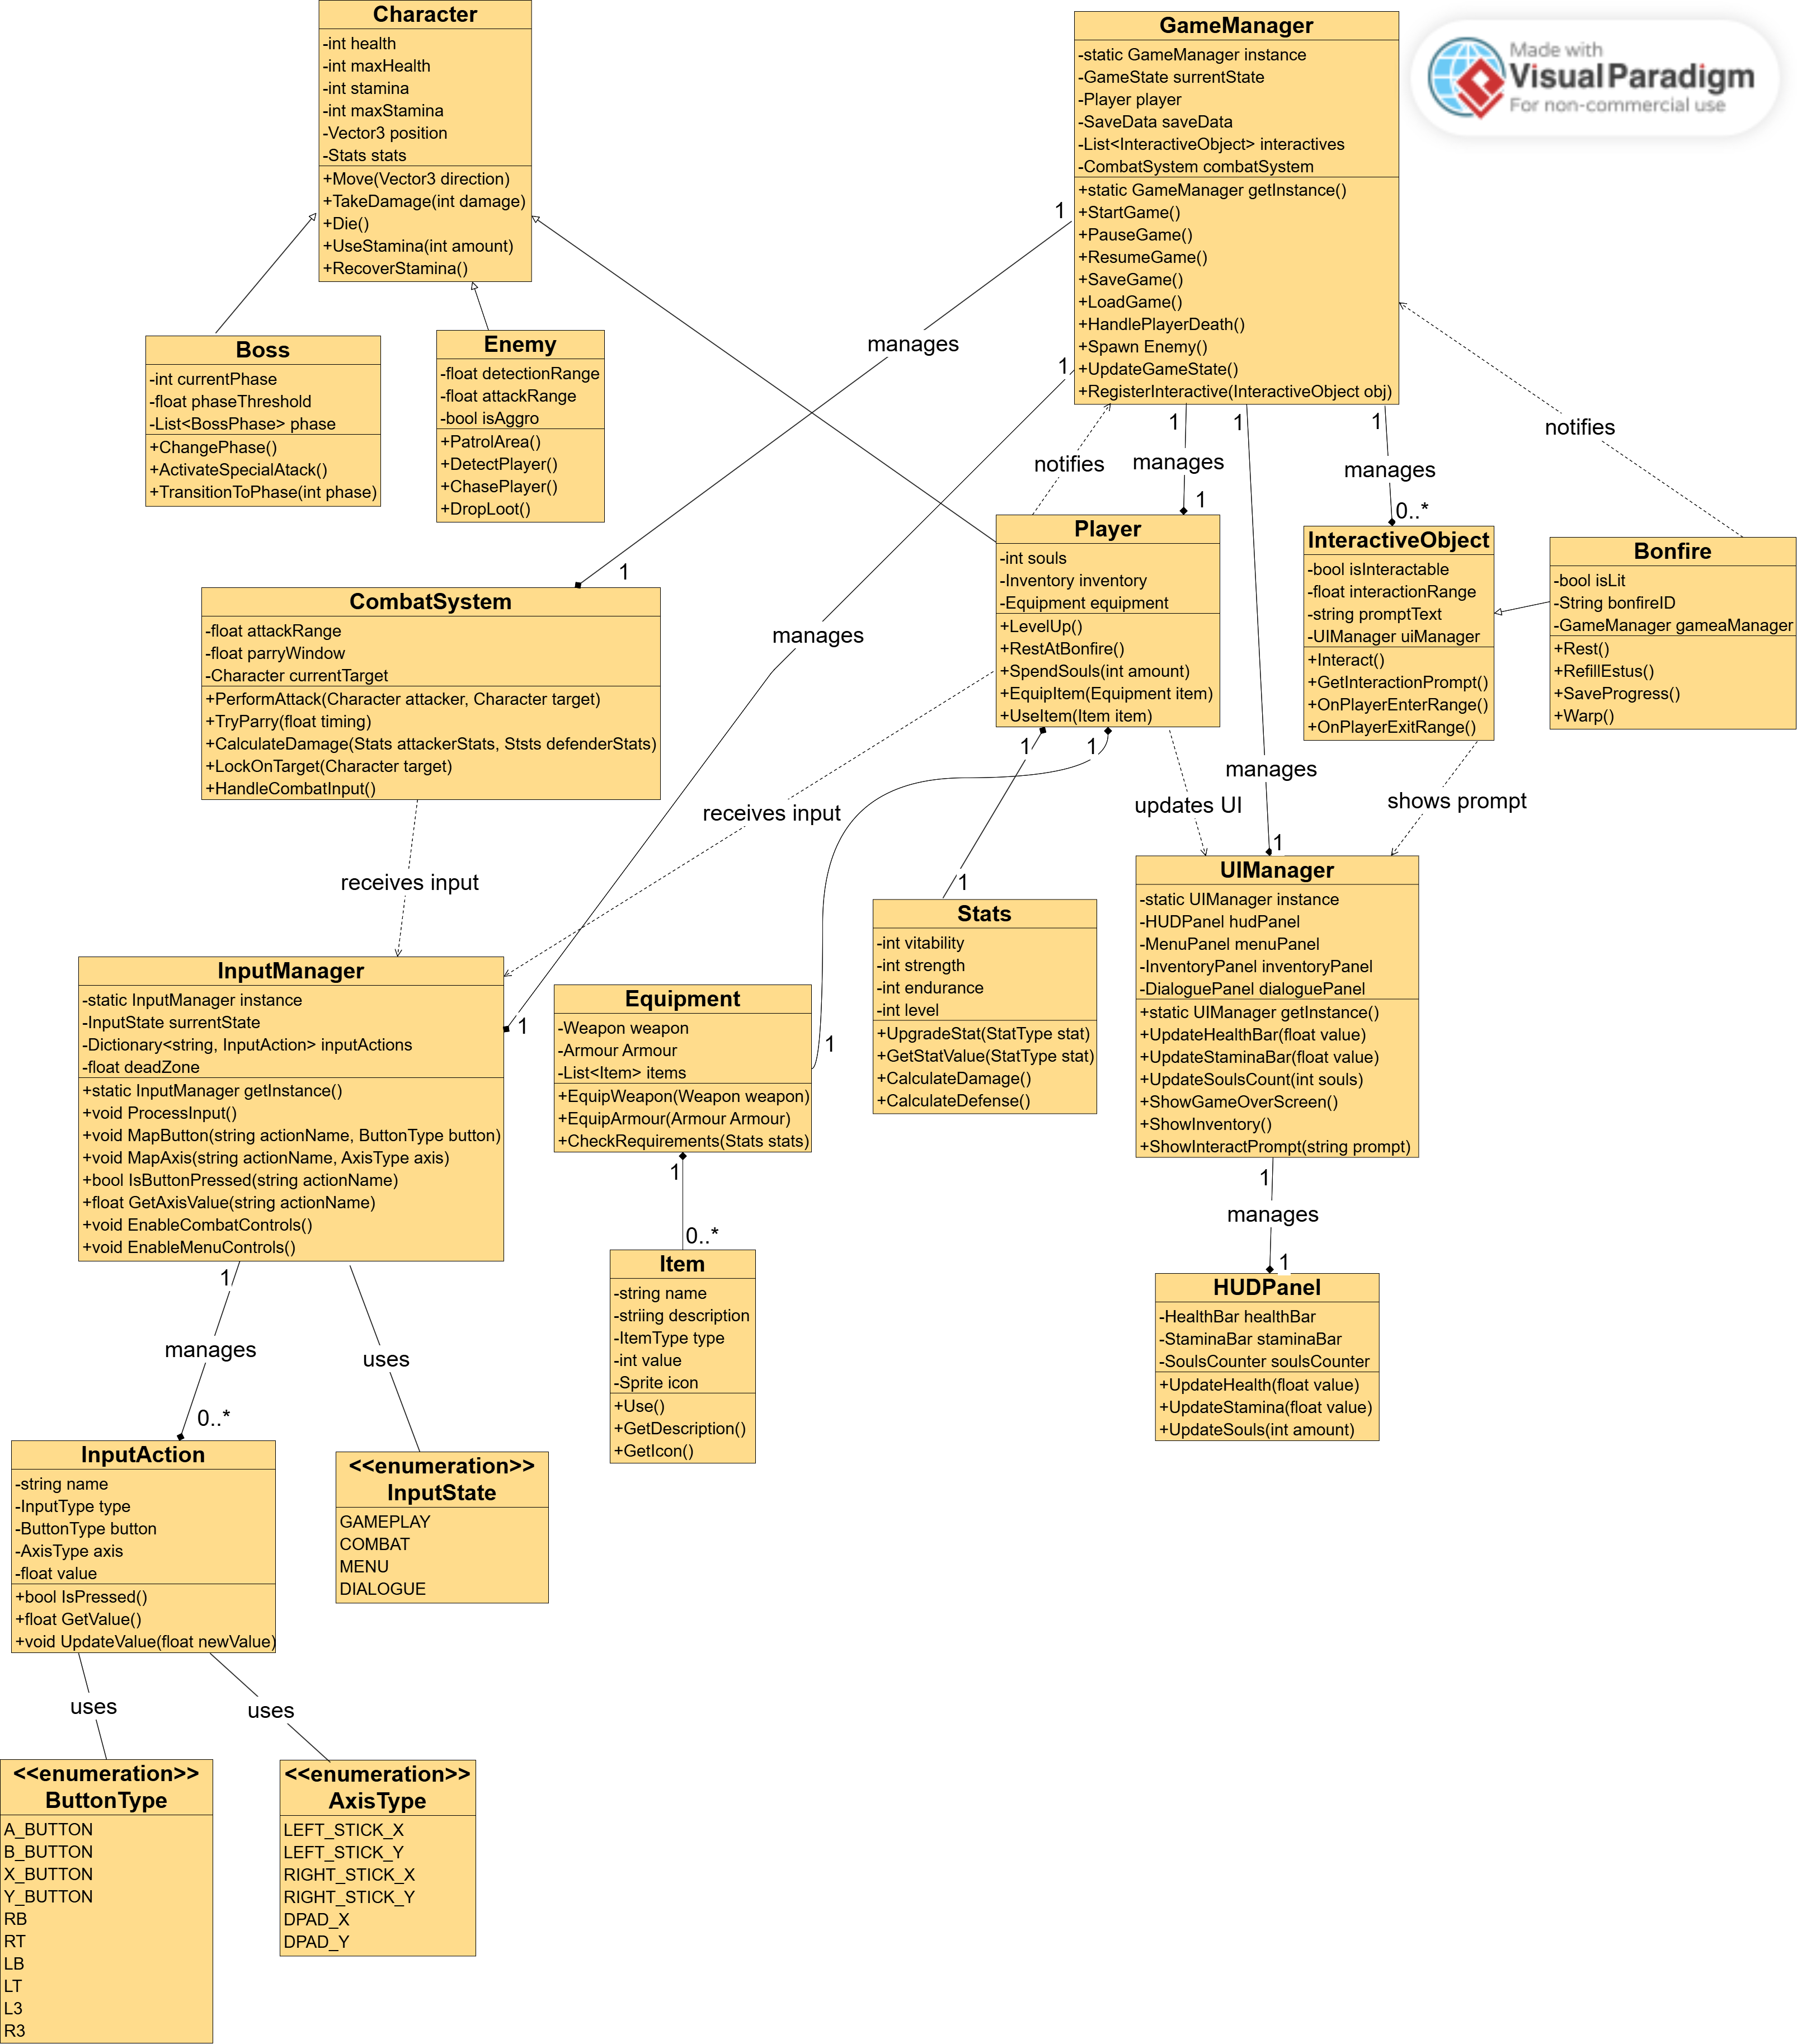 Character
-int health
-int maxHealth
-int stamina
-int maxStamina
-Vector3 position
-Stats stats
+Move(Vector3 direction)
+TakeDamage(int damage)
+Die()
+UseStamina(int amount)
+RecoverStamina()
GameManager
-static GameManager instance
-GameState surrentState
-Player player
-SaveData saveData
-List<InteractiveObject> interactives
-CombatSystem combatSystem
+static GameManager getInstance()
+StartGame()
+PauseGame()
+ResumeGame()
+SaveGame()
+LoadGame()
+HandlePlayerDeath()
+Spawn Enemy()
+UpdateGameState()
+RegisterInteractive(InteractiveObject obj)
Made with
Visual Paradigm
For non-commercial use
1
manages
1
1
manages
1
notifies
1
manages
1
1
manages
1
1
manages
0..*
notifies
Boss
-int currentPhase
-float phaseThreshold
-List<BossPhase> phase
+ChangePhase()
+ActivateSpecialAtack()
+TransitionToPhase(int phase)
Enemy
-float detectionRange
-float attackRange
-bool isAggro
+PatrolArea()
+DetectPlayer()
+ChasePlayer()
+DropLoot()
Player
-int souls
-Inventory inventory
-Equipment equipment
+LevelUp()
+RestAtBonfire()
+SpendSouls(int amount)
+EquipItem(Equipment item)
+UseItem(Item item)
InteractiveObject
-bool isInteractable
-float interactionRange
-string promptText
-UIManager uiManager
+Interact()
+GetInteractionPrompt()
+OnPlayerEnterRange()
+OnPlayerExitRange()
Bonfire
-bool isLit
-String bonfireID
-GameManager gameaManager
+Rest()
+RefillEstus()
+SaveProgress()
+Warp()
CombatSystem
-float attackRange
-float parryWindow
-Character currentTarget
+PerformAttack(Character attacker, Character target)
+TryParry(float timing)
+CalculateDamage(Stats attackerStats, Ststs defenderStats)
+LockOnTarget(Character target)
+HandleCombatInput()
receives input
receives input
1
1
1
1
updates UI
shows prompt
Stats
-int vitability
-int strength
-int endurance
-int level
+UpgradeStat(StatType stat)
+GetStatValue(StatType stat)
+CalculateDamage()
+CalculateDefense()
UIManager
-static UIManager instance
-HUDPanel hudPanel
-MenuPanel menuPanel
-InventoryPanel inventoryPanel
-DialoguePanel dialoguePanel
+static UIManager getInstance()
+UpdateHealthBar(float value)
+UpdateStaminaBar(float value)
+UpdateSoulsCount(int souls)
+ShowGameOverScreen()
+ShowInventory()
+ShowInteractPrompt(string prompt)
InputManager
-static InputManager instance
-InputState surrentState
-Dictionary<string, InputAction> inputActions
-float deadZone
+static InputManager getInstance()
+void ProcessInput()
+void MapButton(string actionName, ButtonType button)
+void MapAxis(string actionName, AxisType axis)
+bool IsButtonPressed(string actionName)
+float GetAxisValue(string actionName)
+void EnableCombatControls()
+void EnableMenuControls()
Equipment
-Weapon weapon
-Armour Armour
-List<Item> items
+EquipWeapon(Weapon weapon)
+EquipArmour(Armour Armour)
+CheckRequirements(Stats stats)
1
0..*
1
manages
1
Item
-string name
-striing description
-ItemType type
-int value
-Sprite icon
+Use()
+GetDescription()
+GetIcon()
HUDPanel
-HealthBar healthBar
-StaminaBar staminaBar
-SoulsCounter soulsCounter
+UpdateHealth(float value)
+UpdateStamina(float value)
+UpdateSouls(int amount)
1
manages
0..*
uses
InputAction
-string name
-InputType type
-ButtonType button
-AxisType axis
-float value
+bool IsPressed()
+float GetValue()
+void UpdateValue(float newValue)
<<enumeration>>
InputState
GAMEPLAY
COMBAT
MENU
DIALOGUE
uses
uses
<<enumeration>>
ButtonType
A_BUTTON
B_BUTTON
X_BUTTON
Y_BUTTON
RB
RT
LB
LT
L3
R3
<<enumeration>>
AxisType
LEFT_STICK_X
LEFT_STICK_Y
RIGHT_STICK_X
RIGHT_STICK_Y
DPAD_X
DPAD_Y